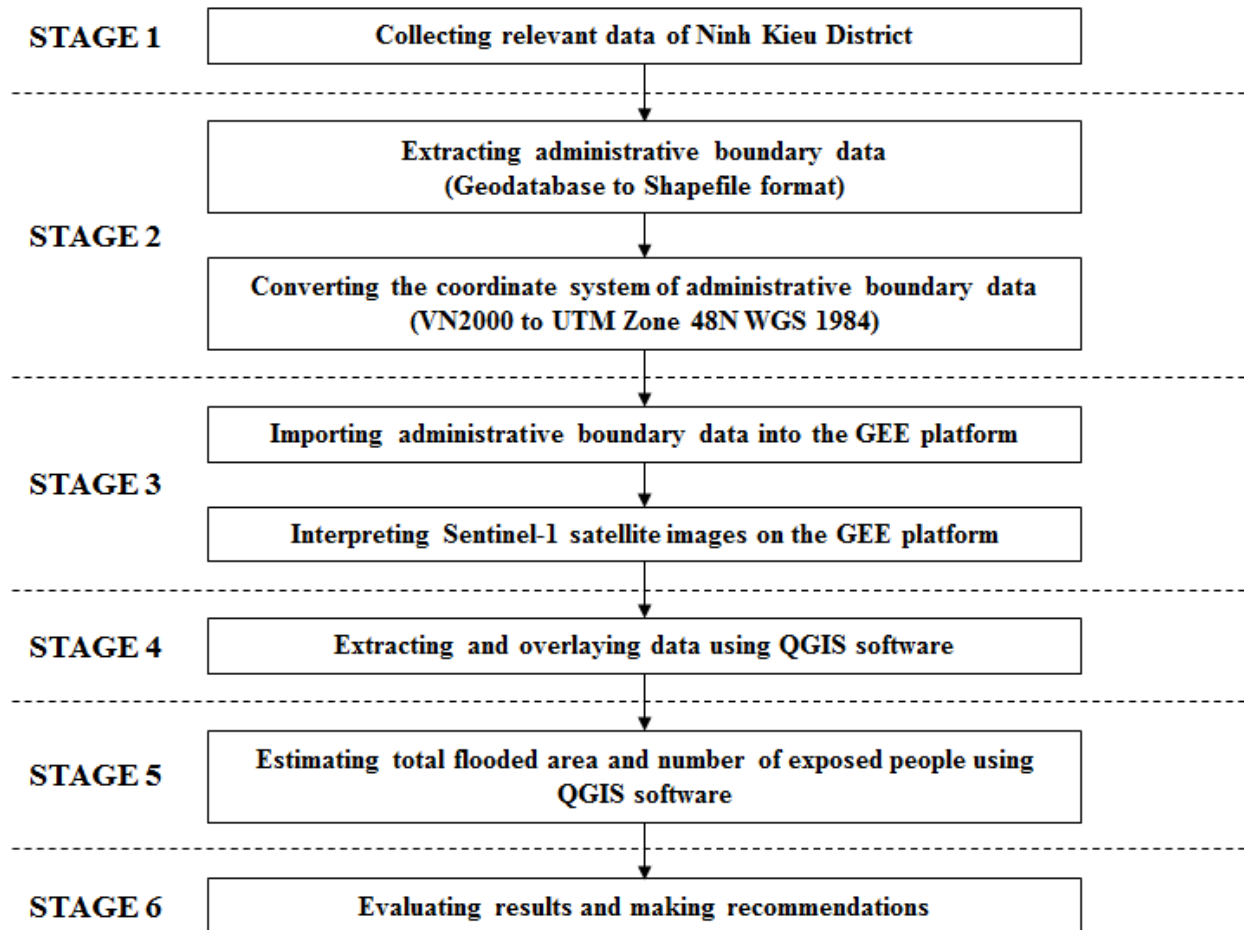 STAGE 1
Collecting relevant data of Ninh Kieu District
STAGE 2
Extracting administrative boundary data
(Geodatabase to Shapefile format)
Converting the coordinate system of administrative boundary data
(VN2000 to UTM Zone 48N WGS 1984)
STAGE 3
Importing administrative boundary data into the GEE platform
Interpreting Sentinel-1 satellite images on the GEE platform
STAGE 4
Extracting and overlaying data using QGIS software
STAGE 5
Estimating total flooded area and number of exposed people using
QGIS software
STAGE 6
Evaluating results and making recommendations